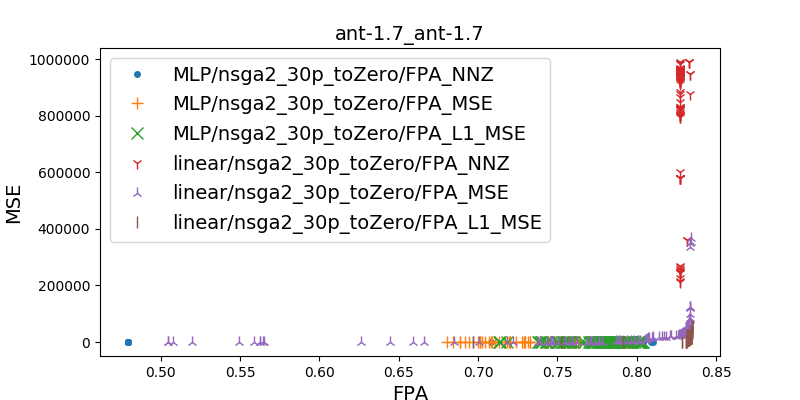 ant-1.7_ant-1.7
1000000
800000
600000
400000
200000
0
MSE
MLP/nsga2_30p_toZero/FPA_NNZ
MLP/nsga2_30p_toZero/FPA_MSE
MLP/nsga2_30p_toZero/FPA_L1_MSE
linear/nsga2_30p_toZero/FPA_NNZ
linear/nsga2_30p_toZero/FPA_MSE
linear/nsga2_30p_toZero/FPA_L1_MSE
0.50 0.55 0.60 0.65 0.70 0.75 0.80 0.85
FPA